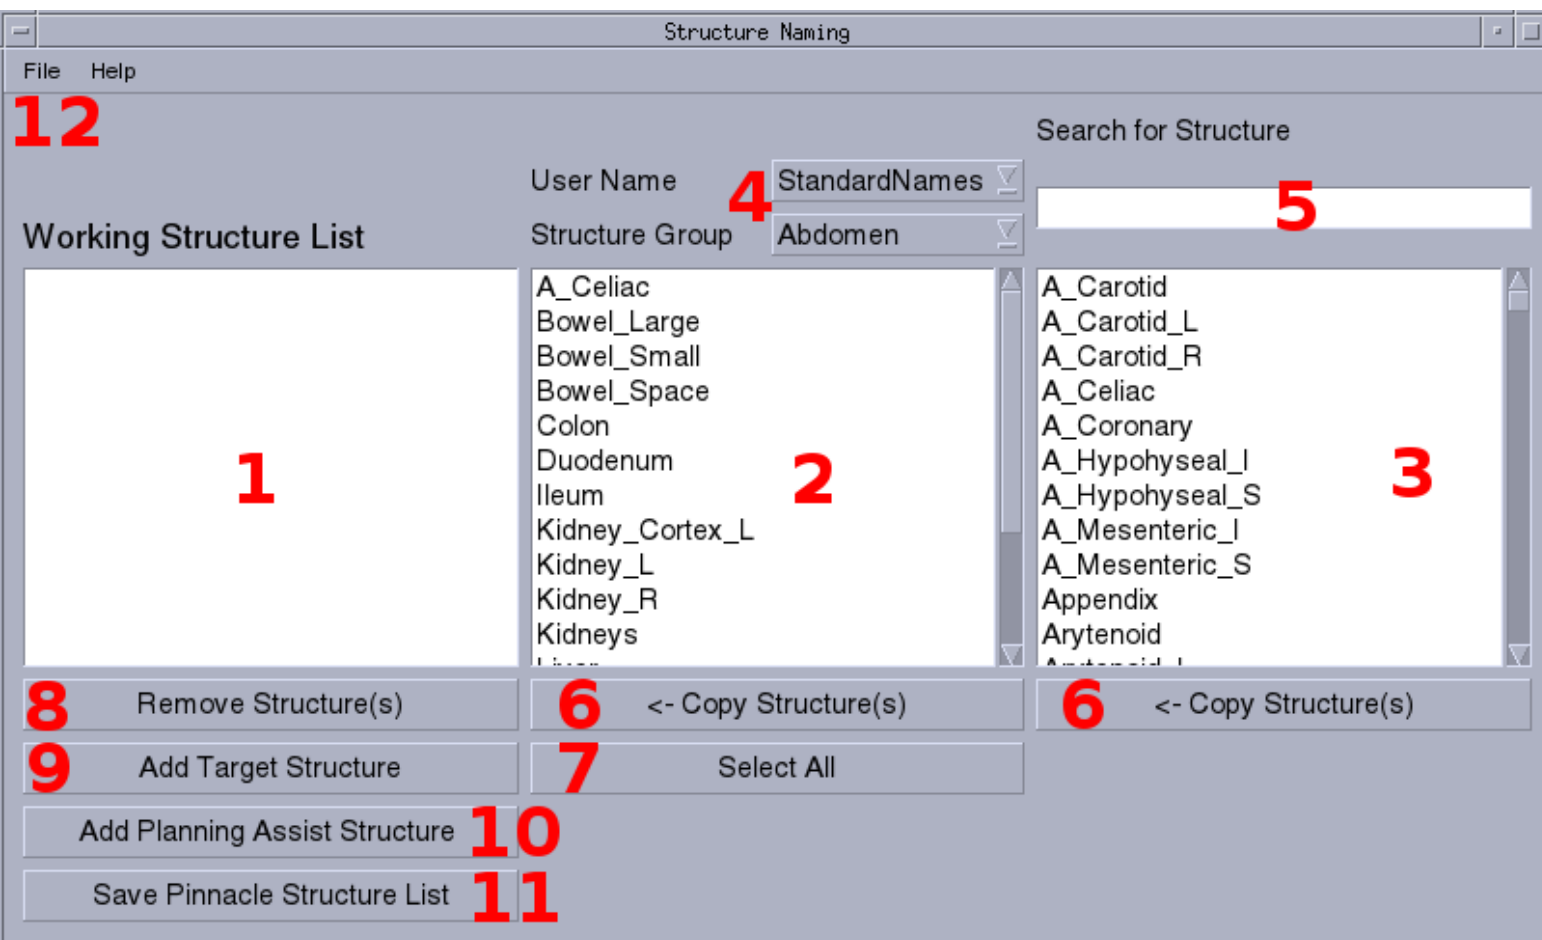 Structure Naming
File Help
12
Search for Structure
User Name 4 StandardNames
5
Working Structure List
Structure Group Abdomen
1
A_Celiac
Bowel_Large
Bowel_Small
Bowel_Space
Colon
Duodenum
2
Ileum
Kidney_Cortex_L
Kidney_L
Kidney_R
Kidneys
A_Carotid
A_Carotid_L
A_Carotid_R
A_Celiac
A_Coronary
A_Hypohyseal_I
3
A_Hypohyseal_S
A_Mesenteric_I
A_Mesenteric_S
Appendix
Arytenoid
8 Remove Structure(s)
6 <- Copy Structure(s)
6 <- Copy Structure(s)
9 Add Target Structure
7 Select All
Add Planning Assist Structure 10
Save Pinnacle Structure List 11